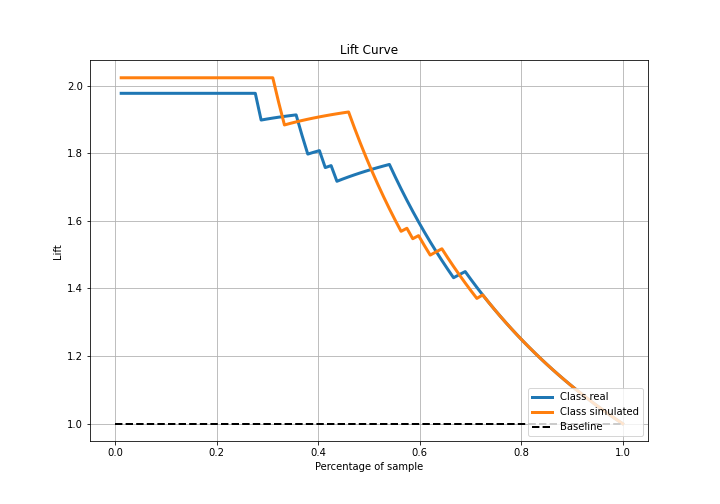 Lift Curve
Lift
2.0
1.8
1.6
1.4
1.2
1.0
0.0 0.2 0.4 0.6 0.8 1.0
Percentage of sample
Class real
Class simulated
Baseline